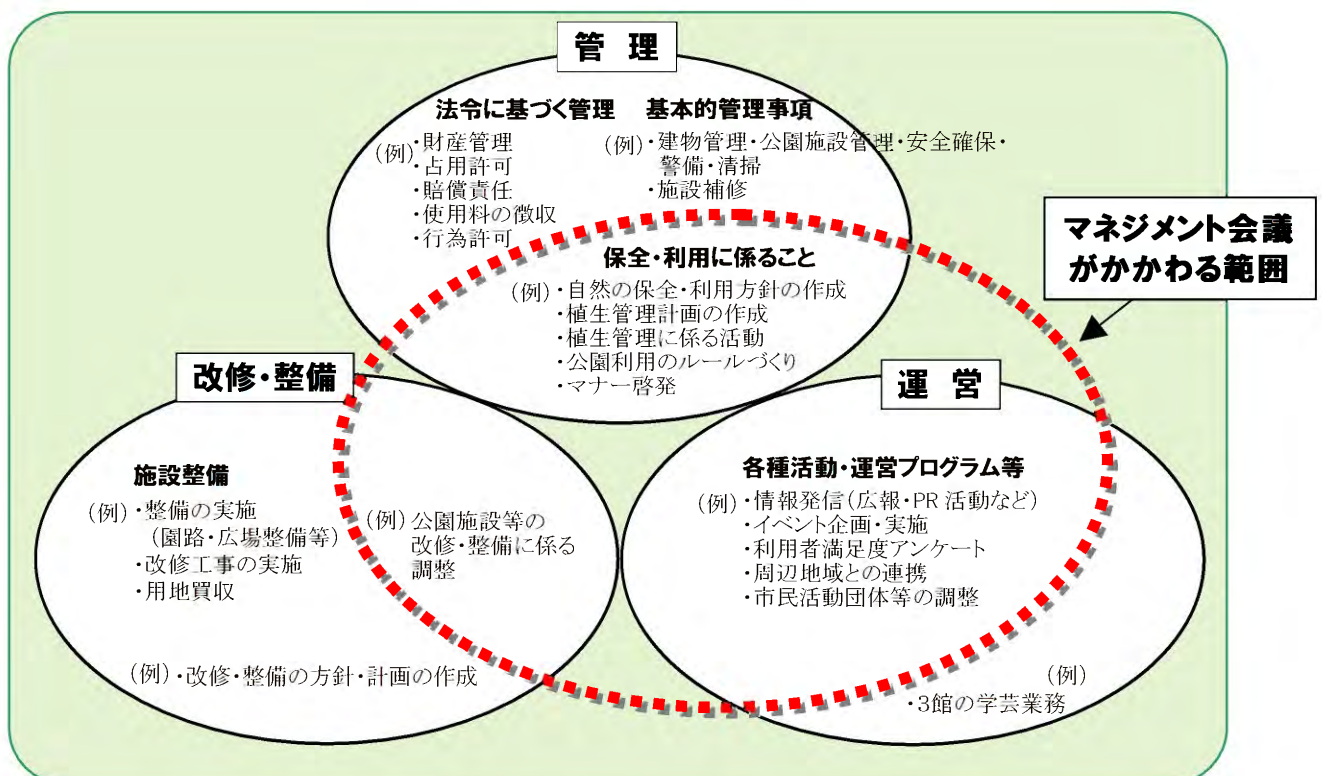 管 理
法令に基づく管理
(例)・財産管理
・占用許可
・賠償責任
・使用料の徴収
・行為許可
基本的管理事項
(例)・建物管理・公園施設管理・安全確保・
警備・清掃
・施設補修
マネジメント会議
がかかわる範囲
保全・利用に係ること
(例)・自然の保全・利用方針の作成
・植生管理計画の作成
・植生管理に係る活動
・公園利用のルールづくり
・マナー啓発
改修・整備
施設整備
(例)・整備の実施
(園路・広場整備等)
・改修工事の実施
・用地買収
(例)公園施設等の
改修・整備に係る
調整
(例)・改修・整備の方針・計画の作成
運 営
各種活動・運営プログラム等
(例)・情報発信(広報・PR 活動など)
・イベント企画・実施
・利用者満足度アンケート
・周辺地域との連携
・市民活動団体等の調整
(例)
・3館の学芸業務